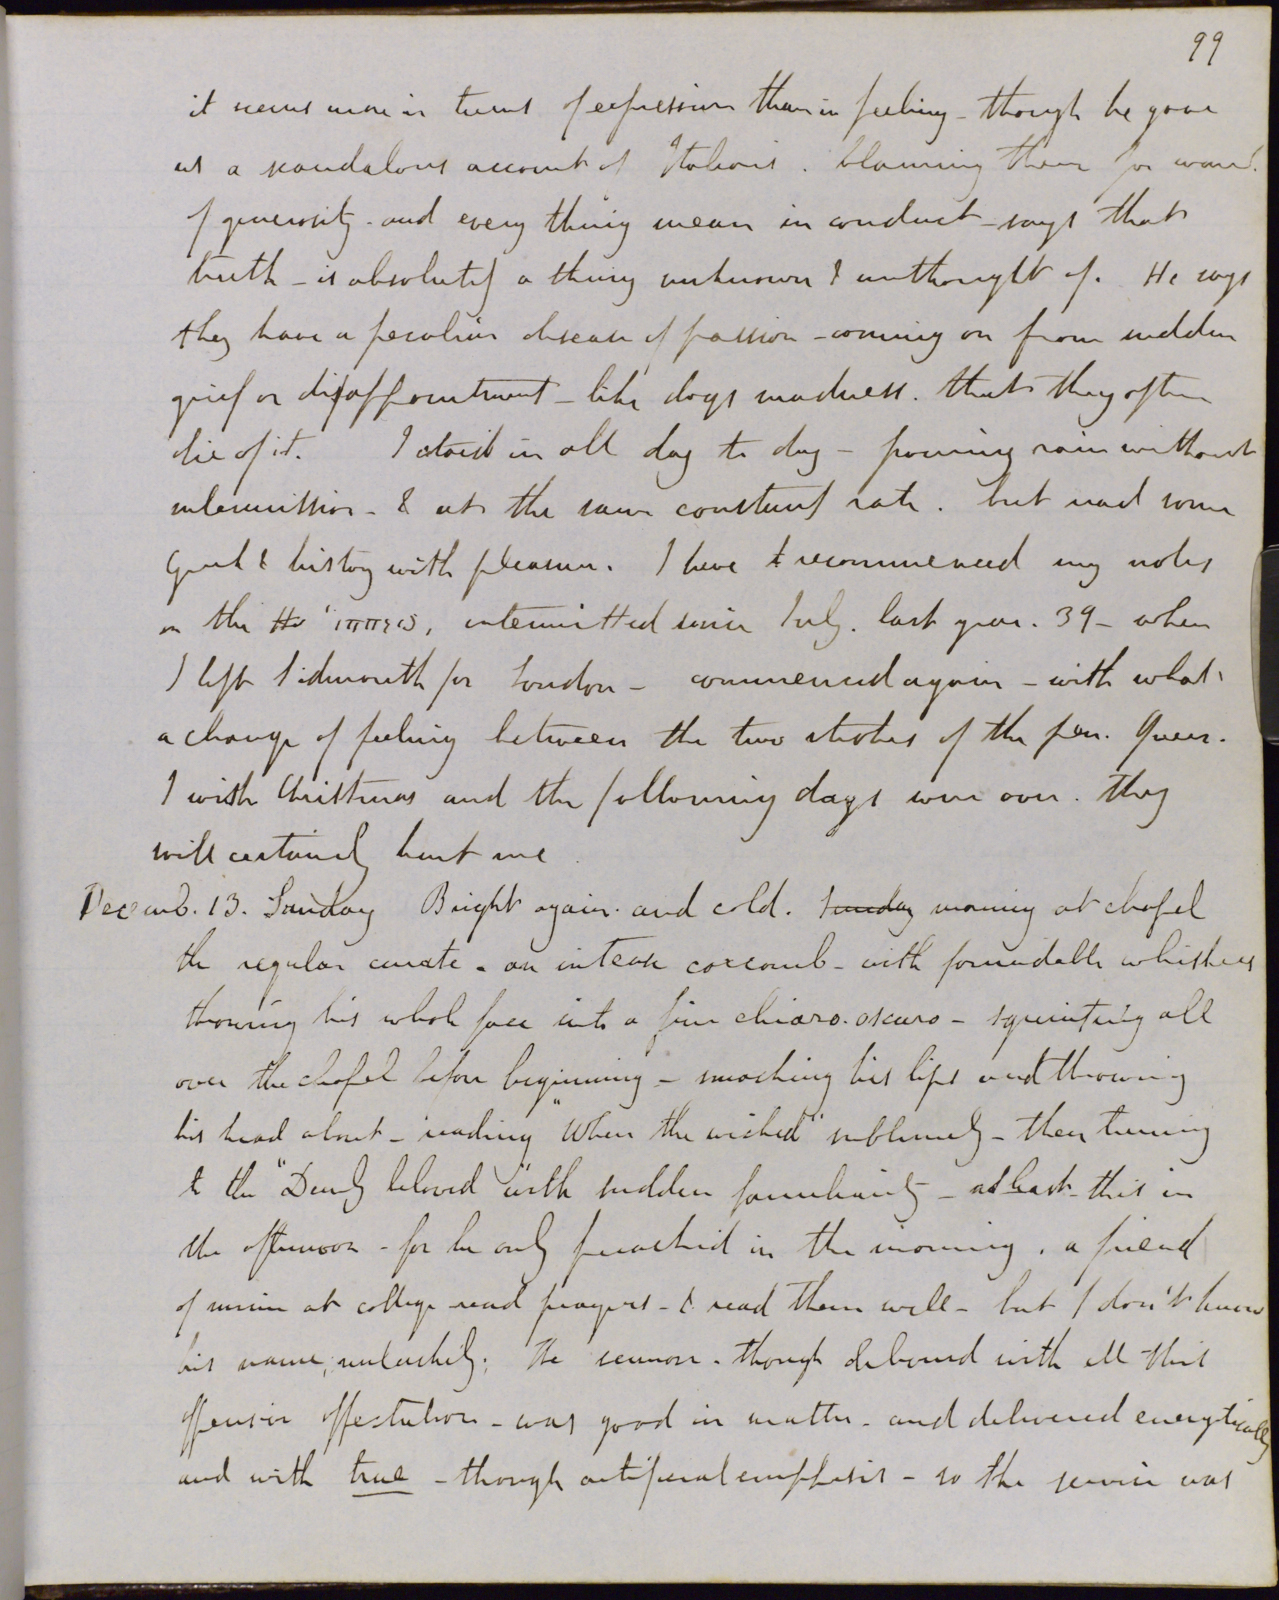 99
it seems more in turns of expression than in feeling - though he gave
us a scandalous account of Italians. blaming them for want
of generosity - and every thing mean in conduct - says that
truth - is absolutely a thing unknown & unthought of. He says
they have a peculiar disease of passion - coming on from sudden
grief or disappointment - like dogs madness. that they often
die of it. I staid in all day to day - pouring rain without
intermission - & at the same constant rate. but read some
Greek & history with pleasure. I have recommenced my notes
on the Ἱππεις, intermitted since July. last year. 39 - when
I left Sidmouth for London - commenced again - with what
a change of feeling between the two strokes of the pen. Queer.
I wish Christmas and the following days were over. they
will certainly hurt me.
Decemb. 13. Sunday Bright again. and cold. Sunday morning at chapel
the regular curate - an intense coxcomb - with formidable whiskers
throwing his whole face into a fine chiaro-oscuro - squinting all
over the chapel before beginning - smacking his lips and throwing
his head about - reading "When the wicked" sublimely - then turning
to the "Dearly beloved" with sudden familiarity - at least this in
the afternoon - for he only preached in the morning. a friend
of mine at college read prayers - & read them well - but I don't know
his name, unluckily; the sermon - though debased with all this
offensive affectation - was good in matter - and delivered energetically
and with true - though artificial emphasis - so the service was